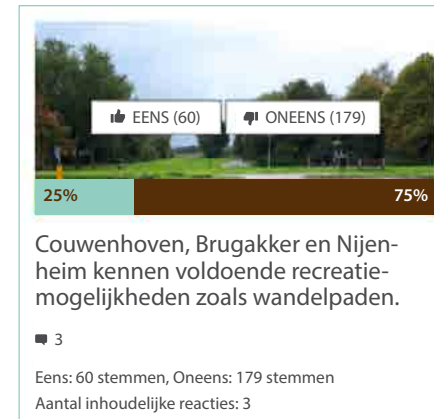 EENS (60) ONEENS (179)
25% 75%
Couwenhoven, Brugakker en Nijen-
heim kennen voldoende recreatie-
mogelijkheden zoals wandelpaden.
3
Eens: 60 stemmen, Oneens: 179 stemmen
Aantal inhoudelijke reacties: 3